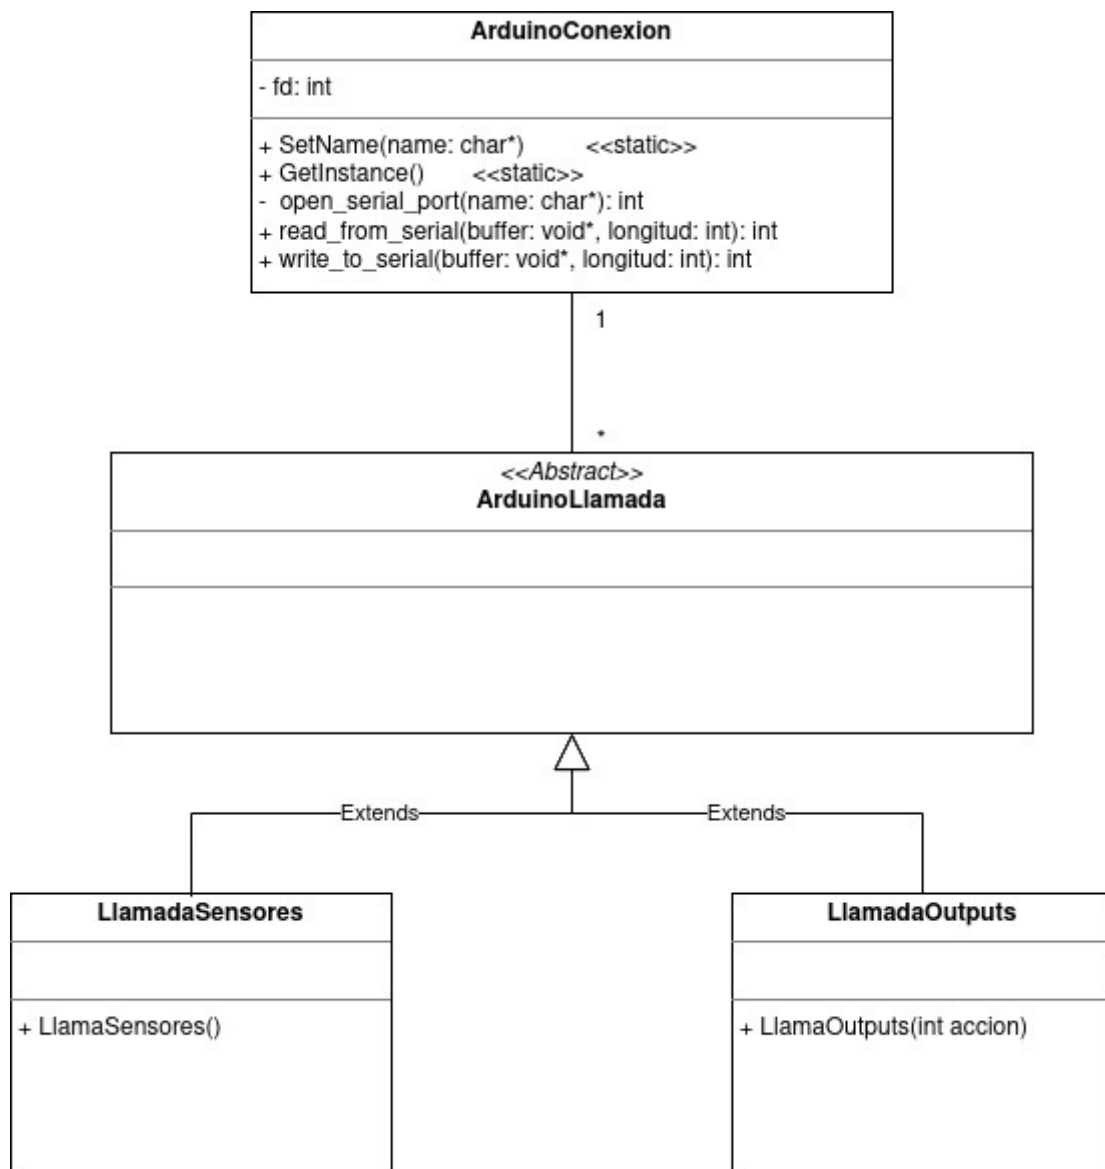 ArduinoConexion
- fd: int
+ SetName(name: char*) <<static>>
+ GetInstance() <<static>>
- open_serial_port(name: char*): int
+ read_from_serial(buffer: void*, longitud: int): int
+ write_to_serial(buffer: void*, longitud: int): int
1
*
<<Abstract>>
ArduinoLlamada
Extends
Extends
LlamadaSensores
+ LlamaSensores()
LlamadaOutputs
+ LlamaOutputs(int accion)